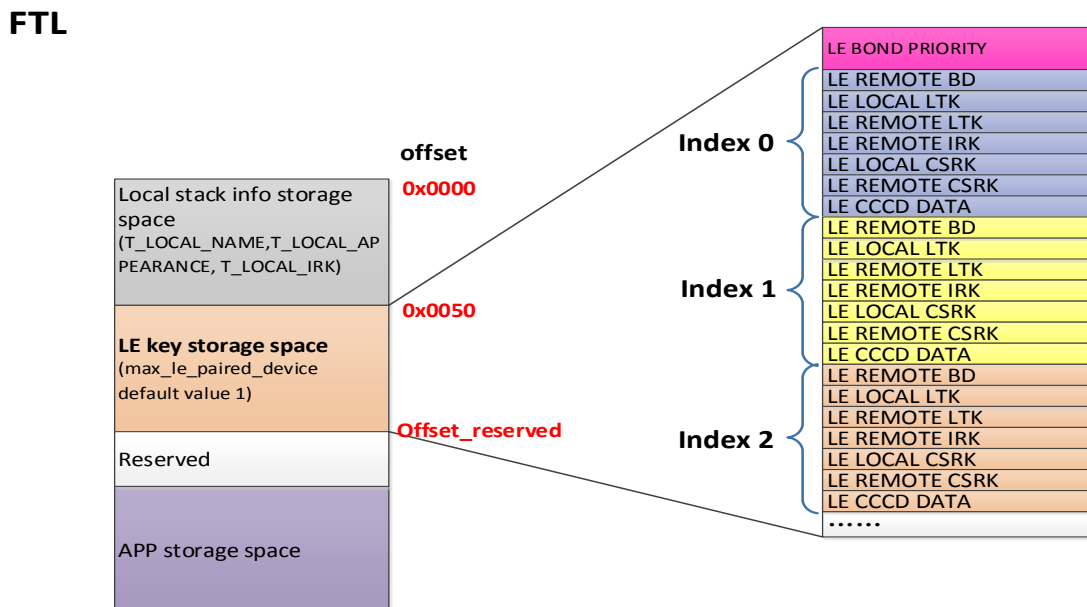 FTL
offset
0x0000
Local stack info storage
space
(T_LOCAL_NAME,T_LOCAL_AP
PEARANCE, T_LOCAL_IRK)
0x0050
LE key storage space
(max_le_paired_device
default value 1)
Offset_reserved
Reserved
APP storage space
LE BOND PRIORITY
Index 0
LE REMOTE BD
LE LOCAL LTK
LE REMOTE LTK
LE REMOTE IRK
LE LOCAL CSRK
LE REMOTE CSRK
LE CCCD DATA
Index 1
LE REMOTE BD
LE LOCAL LTK
LE REMOTE LTK
LE REMOTE IRK
LE LOCAL CSRK
LE REMOTE CSRK
LE CCCD DATA
Index 2
LE REMOTE BD
LE LOCAL LTK
LE REMOTE LTK
LE REMOTE IRK
LE LOCAL CSRK
LE REMOTE CSRK
LE CCCD DATA
......